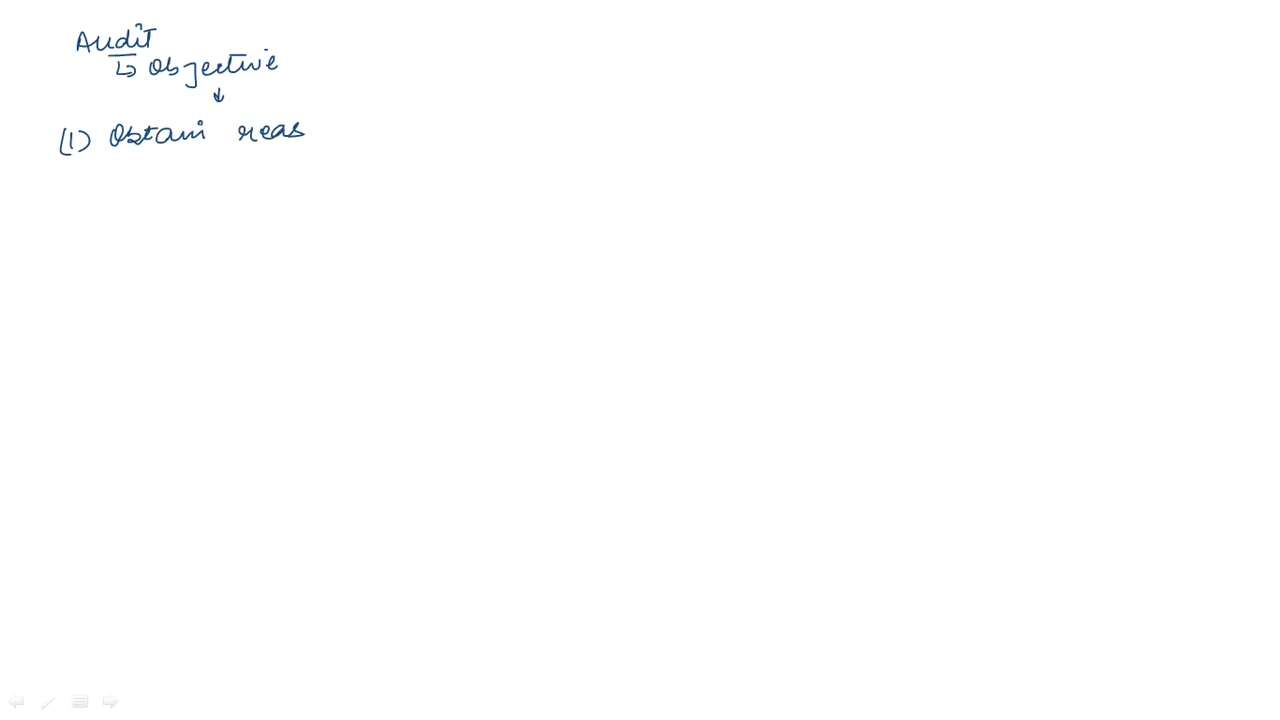 Audit
↳ Objective
↓
(1) Obtain reas